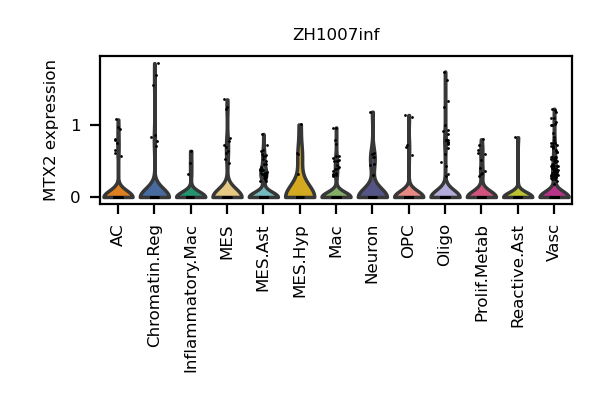 ZH1007inf
MTX2 expression
1
0
AC
Chromatin.Reg
Inflammatory.Mac
MES
MES.Ast
MES.Hyp
Mac
Neuron
OPC
Oligo
Prolif.Metab
Reactive.Ast
Vasc